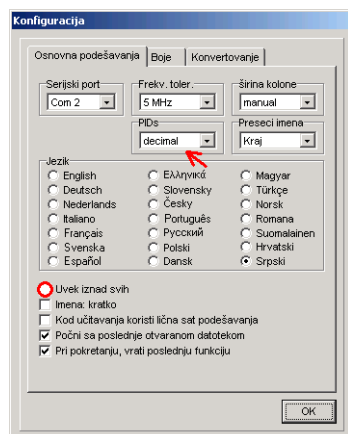 Konfiguracija
Osnovna podešavanja Boje Konvertovanje
Serijski port Frekv. toler. širina kolone
Com 2 5 MHz manual
PIDs Preseci imena
decimal Kraj
Jezik
English Ελληνικά Magyar
Deutsch Slovensky Türkçe
Nederlands Česky Norsk
Italiano Português Romana
Français Русский Suomalainen
Svenska Polski Hrvatski
Español Dansk Srpski
Uvek iznad svih
Imena: kratko
Kod učitavanja koristi lična sat podešavanja
Počni sa poslednje otvaranom datotekom
Pri pokretanju, vrati poslednju funkciju
OK